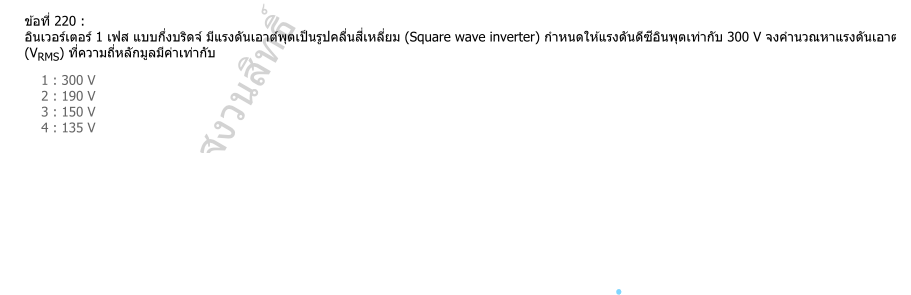 ข้อที่ 220 :
อินเวอร์เตอร์ 1 เฟส แบบกึ่งบริดจ์ มีแรงดันเอาต์พุตเป็นรูปคลื่นสี่เหลี่ยม (Square wave inverter) กำหนดให้แรงดันดีซีอินพุตเท่ากับ 300 V จงคำนวณหาแรงดันเอาต
(VRMS) ที่ความถี่หลักมูลมีค่าเท่ากับ
1 : 300 V
2 : 190 V
3 : 150 V
4 : 135 V
สงวนสิทธิ์